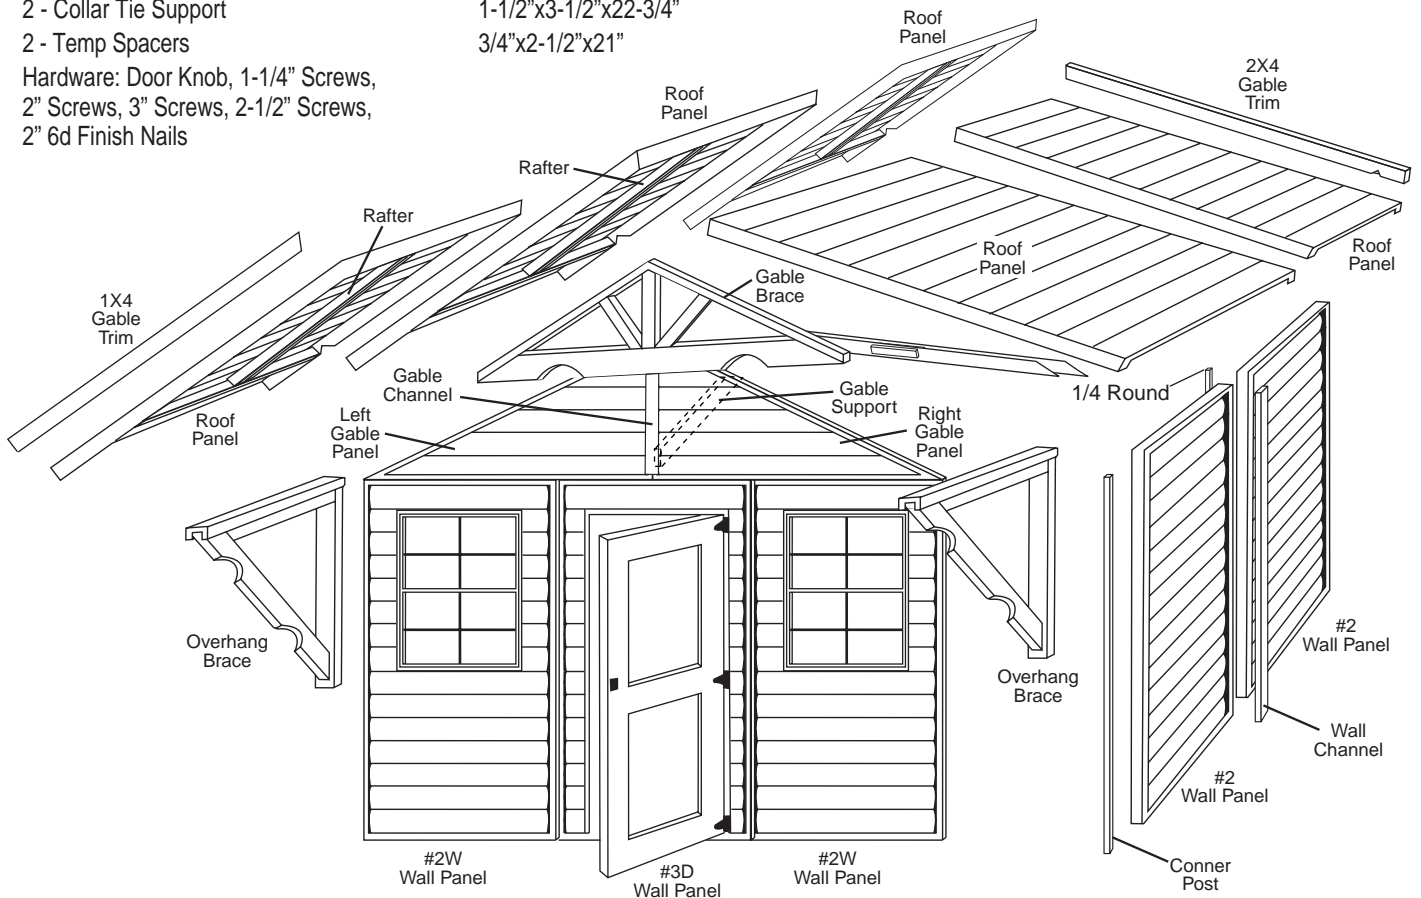 2 - Collar Tie Support 1-1/2”x3-1/2”x22-3/4”
2 - Temp Spacers 3/4”x2-1/2”x21”
Hardware: Door Knob, 1-1/4” Screws,
2” Screws, 3” Screws, 2-1/2” Screws,
2” 6d Finish Nails
Roof
Panel
2X4
Gable
Trim
Roof
Panel
Rafter
Rafter
1X4
Gable
Trim
Roof
Panel
Roof
Panel
Gable
Brace
Gable
Channel
Gable
Support
1/4 Round
Roof
Panel
Left
Gable
Panel
Right
Gable
Panel
Overhang
Brace
Overhang
Brace
#2
Wall Panel
Wall
Channel
#2
Wall Panel
#2W
Wall Panel
#3D
Wall Panel
#2W
Wall Panel
Conner
Post